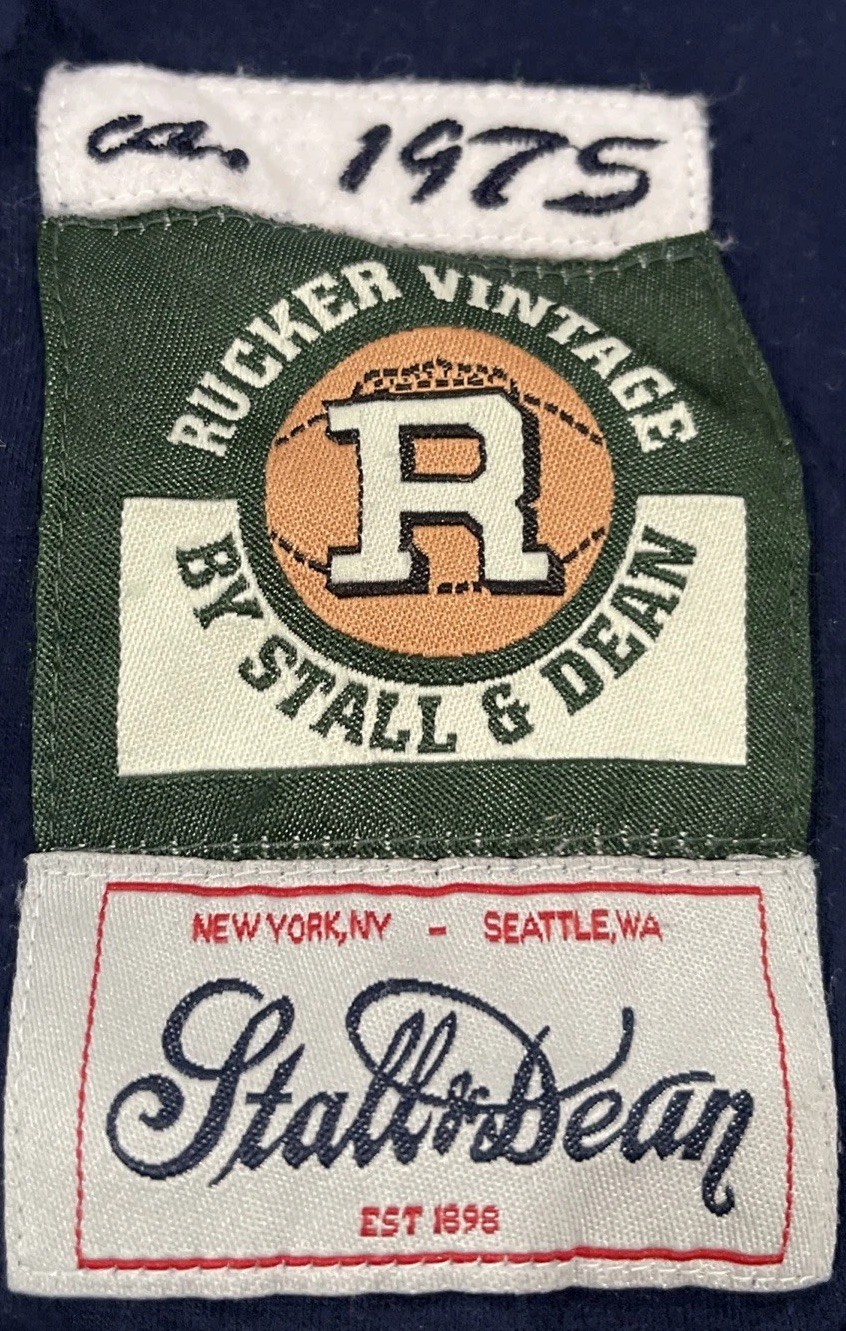 ca. 1975
RUCKER VINTAGE
R
BY STALL & DEAN
NEW YORK, NY - SEATTLE, WA
Stall & Dean
EST 1898